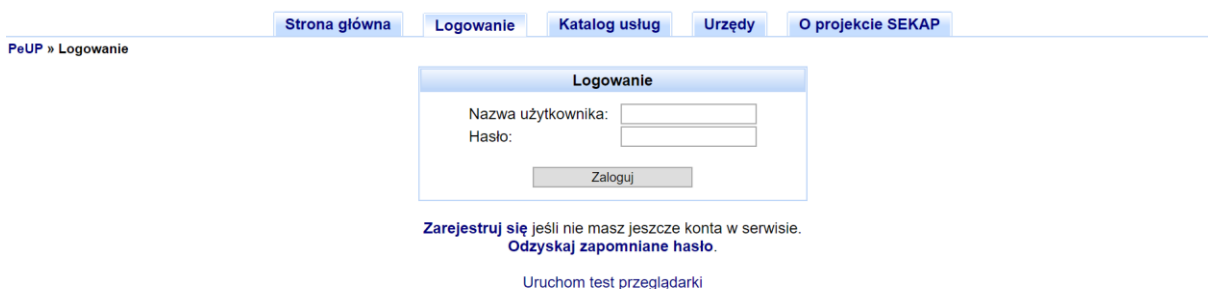 Strona główna Logowanie Katalog usług Urzędy O projekcie SEKAP
PeUP » Logowanie
Logowanie
Nazwa użytkownika:
Hasło:
Zaloguj
Zarejestruj się jeśli nie masz jeszcze konta w serwisie.
Odzyskaj zapomniane hasło.
Uruchom test przeglądarki